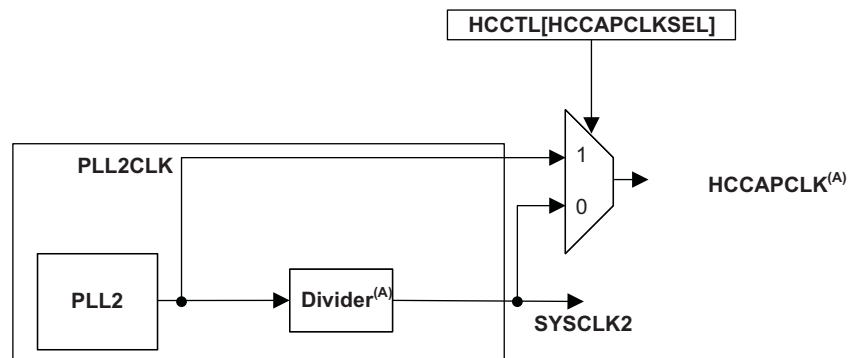 HCCTL[HCCAPCLKSEL]
PLL2CLK
1
HCCAPCLK(A)
0
PLL2
Divider(A)
SYSCLK2